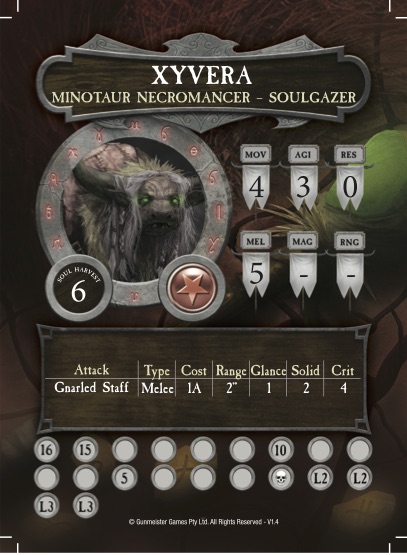 XYVERA
MINOTAUR NECROMANCER – SOULGAZER
MOV AGI RES
4 3 0
MEL MAG RNG
5 - -
SOUL HARVEST
6
Attack Type Cost Range Glance Solid Crit
Gnarled Staff Melee 1A 2" 1 2 4
16 15 10
5 L2 L2
L3 L3
© Gunmeister Games Pty Ltd. All Rights Reserved - V1.4